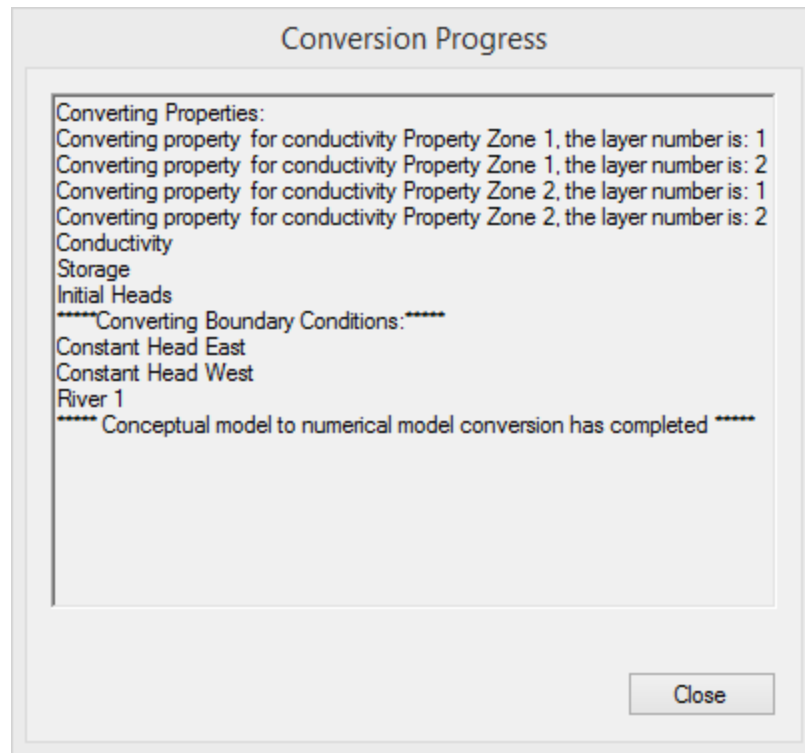 Conversion Progress
Converting Properties:
Converting property  for conductivity Property Zone 1, the layer number is: 1
Converting property  for conductivity Property Zone 1, the layer number is: 2
Converting property  for conductivity Property Zone 2, the layer number is: 1
Converting property  for conductivity Property Zone 2, the layer number is: 2
Conductivity
Storage
Initial Heads
*****Converting Boundary Conditions:*****
Constant Head East
Constant Head West
River 1
***** Conceptual model to numerical model conversion has completed *****
Close